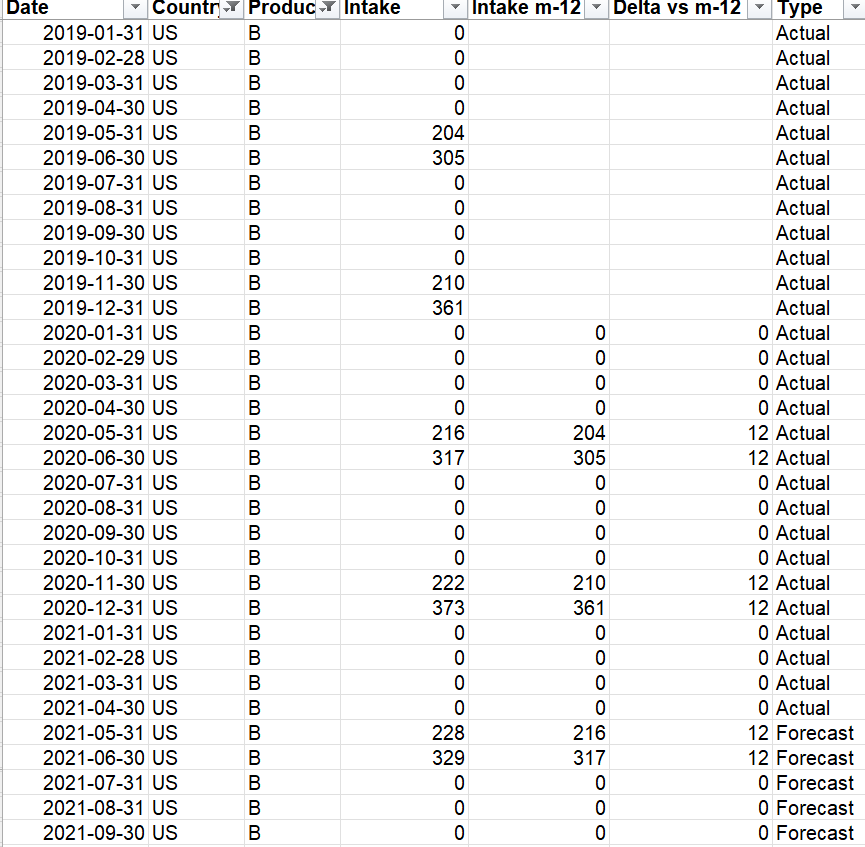 Date Country Produc Intake Intake m-12 Delta vs m-12 Type
2019-01-31 US B 0 Actual
2019-02-28 US B 0 Actual
2019-03-31 US B 0 Actual
2019-04-30 US B 0 Actual
2019-05-31 US B 204 Actual
2019-06-30 US B 305 Actual
2019-07-31 US B 0 Actual
2019-08-31 US B 0 Actual
2019-09-30 US B 0 Actual
2019-10-31 US B 0 Actual
2019-11-30 US B 210 Actual
2019-12-31 US B 361 Actual
2020-01-31 US B 0 0 0 Actual
2020-02-29 US B 0 0 0 Actual
2020-03-31 US B 0 0 0 Actual
2020-04-30 US B 0 0 0 Actual
2020-05-31 US B 216 204 12 Actual
2020-06-30 US B 317 305 12 Actual
2020-07-31 US B 0 0 0 Actual
2020-08-31 US B 0 0 0 Actual
2020-09-30 US B 0 0 0 Actual
2020-10-31 US B 0 0 0 Actual
2020-11-30 US B 222 210 12 Actual
2020-12-31 US B 373 361 12 Actual
2021-01-31 US B 0 0 0 Actual
2021-02-28 US B 0 0 0 Actual
2021-03-31 US B 0 0 0 Actual
2021-04-30 US B 0 0 0 Actual
2021-05-31 US B 228 216 12 Forecast
2021-06-30 US B 329 317 12 Forecast
2021-07-31 US B 0 0 0 Forecast
2021-08-31 US B 0 0 0 Forecast
2021-09-30 US B 0 0 0 Forecast